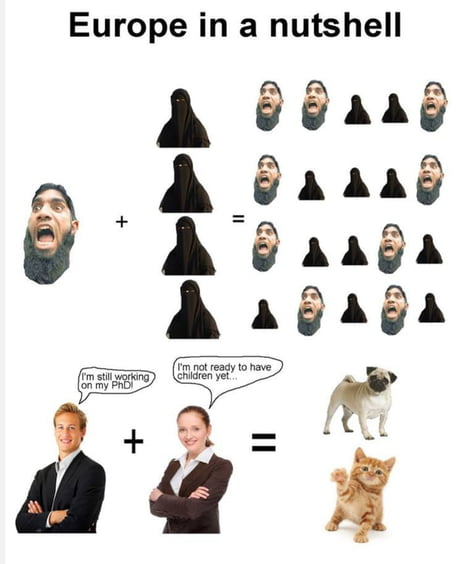 Europe in a nutshell
+
=
I'm still working
on my PhD!
I'm not ready to have
children yet...
+
=